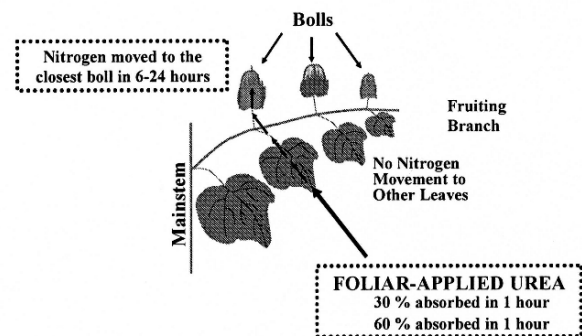 Bolls
Nitrogen moved to the
closest boll in 6-24 hours
Fruiting
Branch
No Nitrogen
Movement to
Other Leaves
Mainstem
FOLIAR-APPLIED UREA
30 % absorbed in 1 hour
60 % absorbed in 1 hour